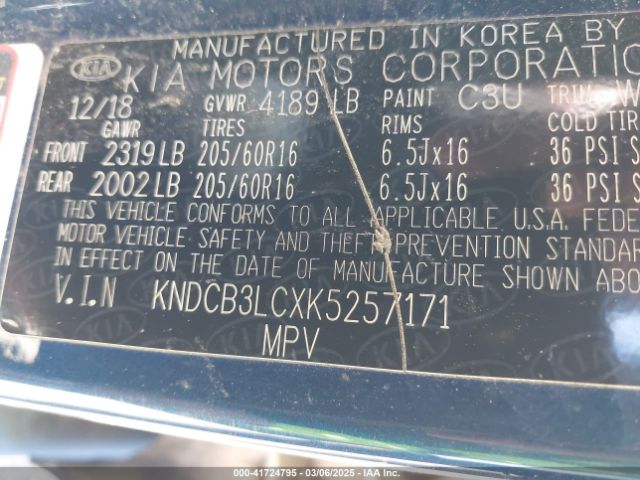 MANUFACTURED IN KOREA BY
KIA KIA MOTORS CORPORATION
12/18 GVWR 4189 LB PAINT C3U TRIM
GAWR TIRES RIMS COLD TIR
FRONT 2319 LB 205/60R16 6.5Jx16 36 PSI S
REAR 2002 LB 205/60R16 6.5Jx16 36 PSI S
THIS VEHICLE CONFORMS TO ALL APPLICABLE U.S.A. FEDE
MOTOR VEHICLE SAFETY AND THEFT PREVENTION STANDAR
IN EFFECT ON THE DATE OF MANUFACTURE SHOWN ABO
V.I.N KNDCB3LCXK5257171
MPV
000-41724795 — 03/06/2025 — IAA Inc.